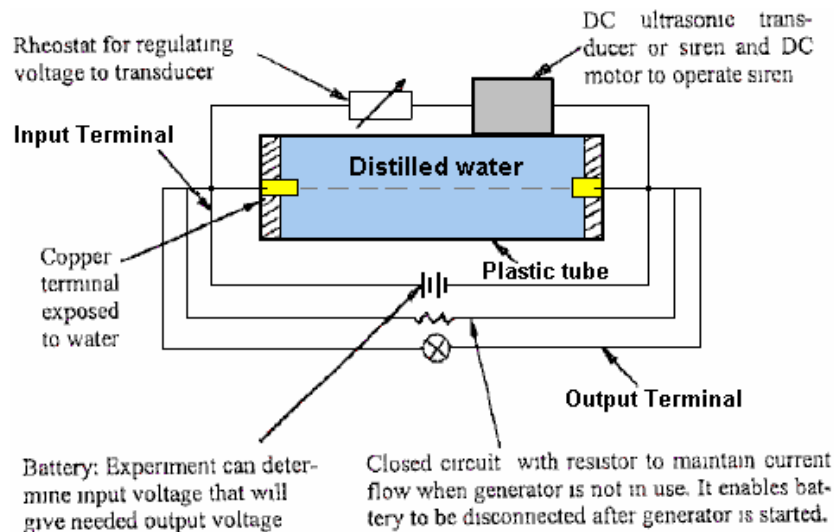 Rheostat for regulating
voltage to transducer
DC ultrasonic trans-
ducer or siren and DC
motor to operate siren
Input Terminal
Distilled water
Copper
terminal
exposed
to water
Plastic tube
Output Terminal
Battery: Experiment can deter-
mine input voltage that will
give needed output voltage
Closed circuit with resistor to maintain current
flow when generator is not in use. It enables bat-
tery to be disconnected after generator is started.